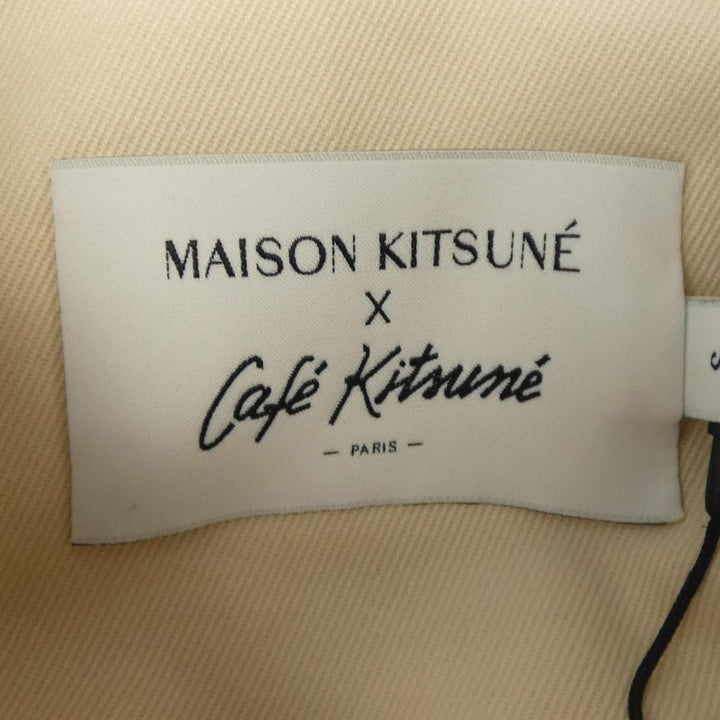 MAISON KITSUNÉ
X
Café Kitsuné
— PARIS —
S